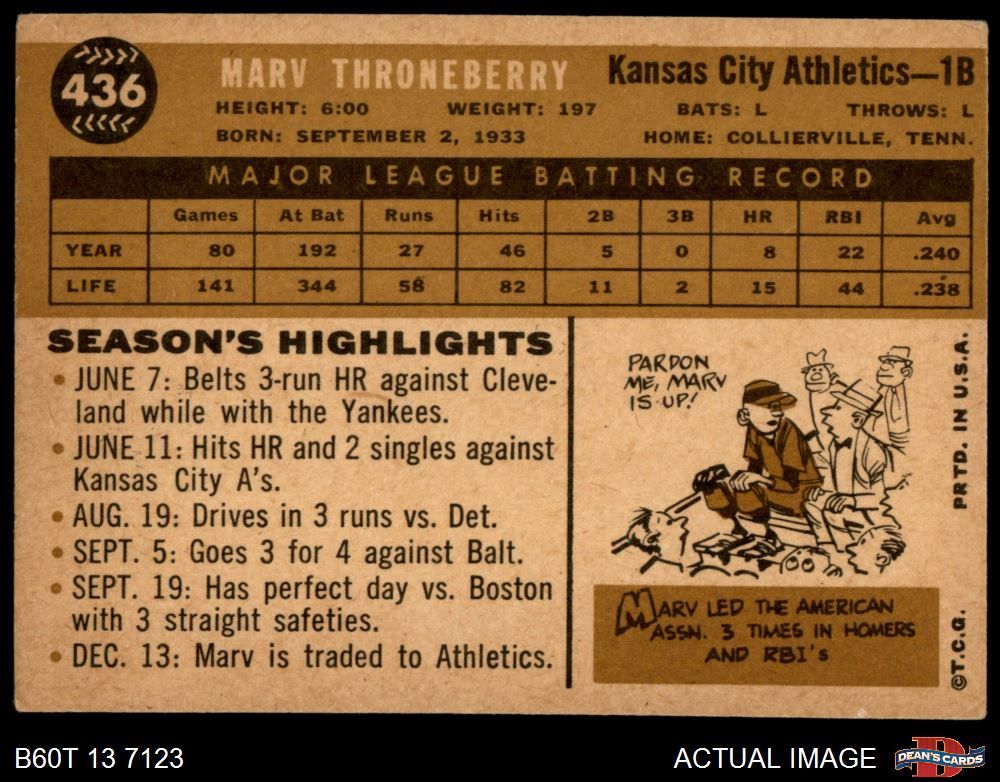 436
MARV THRONEBERRY
Kansas City Athletics—1B
HEIGHT: 6:00 WEIGHT: 197 BATS: L THROWS: L
BORN: SEPTEMBER 2, 1933 HOME: COLLIERVILLE, TENN.
MAJOR LEAGUE BATTING RECORD
Games At Bat Runs Hits 2B 3B HR RBI Avg
YEAR 80 192 27 46 5 0 8 22 .240
LIFE 141 344 58 82 11 2 15 44 .238
SEASON'S HIGHLIGHTS
• JUNE 7: Belts 3-run HR against Cleve-
land while with the Yankees.
• JUNE 11: Hits HR and 2 singles against
Kansas City A's.
• AUG. 19: Drives in 3 runs vs. Det.
• SEPT. 5: Goes 3 for 4 against Balt.
• SEPT. 19: Has perfect day vs. Boston
with 3 straight safeties.
• DEC. 13: Marv is traded to Athletics.
PARDON
ME, MARV
IS UP!
MARV LED THE AMERICAN
ASSN. 3 TIMES IN HOMERS
AND RBI's
©T.C.G. PRTD. IN U.S.A.
B60T 13 7123
ACTUAL IMAGE
D
DEAN'S CARDS